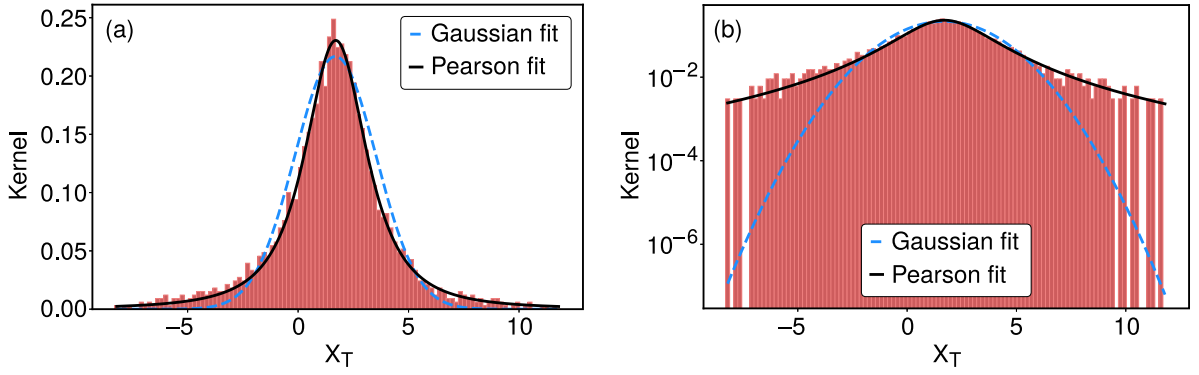 (a)
Gaussian fit
Pearson fit
Kernel
0.25
0.20
0.15
0.10
0.05
0.00
−5
0
5
10
X_T
(b)
Kernel
10^−2
10^−4
10^−6
Gaussian fit
Pearson fit
−5
0
5
10
X_T